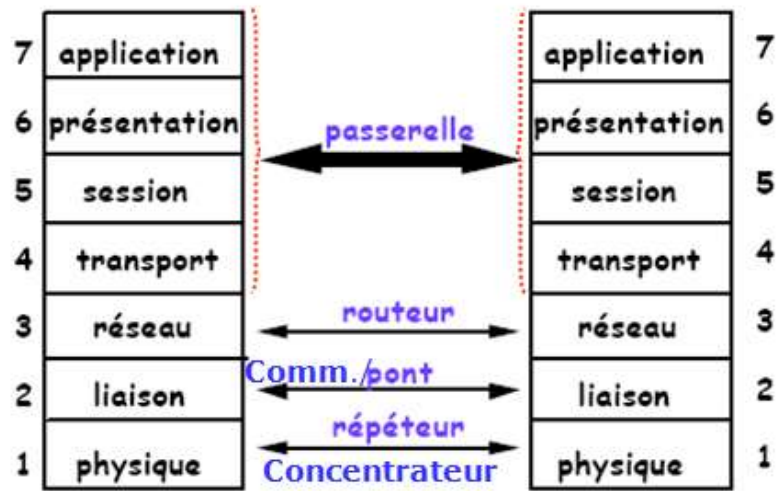 7 application application 7
6 présentation passerelle présentation 6
5 session session 5
4 transport transport 4
routeur
3 réseau réseau 3
Comm./pont
2 liaison liaison 2
répéteur
1 physique Concentrateur physique 1